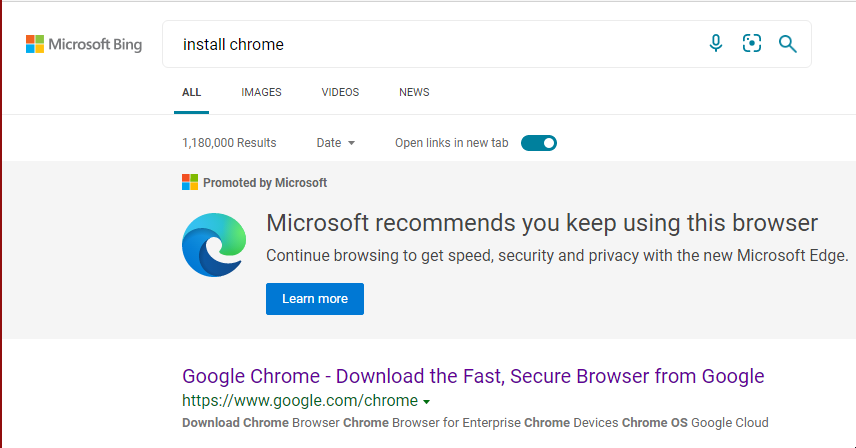 Microsoft Bing
install chrome
ALL IMAGES VIDEOS NEWS
1,180,000 Results Date Open links in new tab
Promoted by Microsoft
Microsoft recommends you keep using this browser
Continue browsing to get speed, security and privacy with the new Microsoft Edge.
Learn more
Google Chrome - Download the Fast, Secure Browser from Google
https://www.google.com/chrome
Download Chrome Browser Chrome Browser for Enterprise Chrome Devices Chrome OS Google Cloud